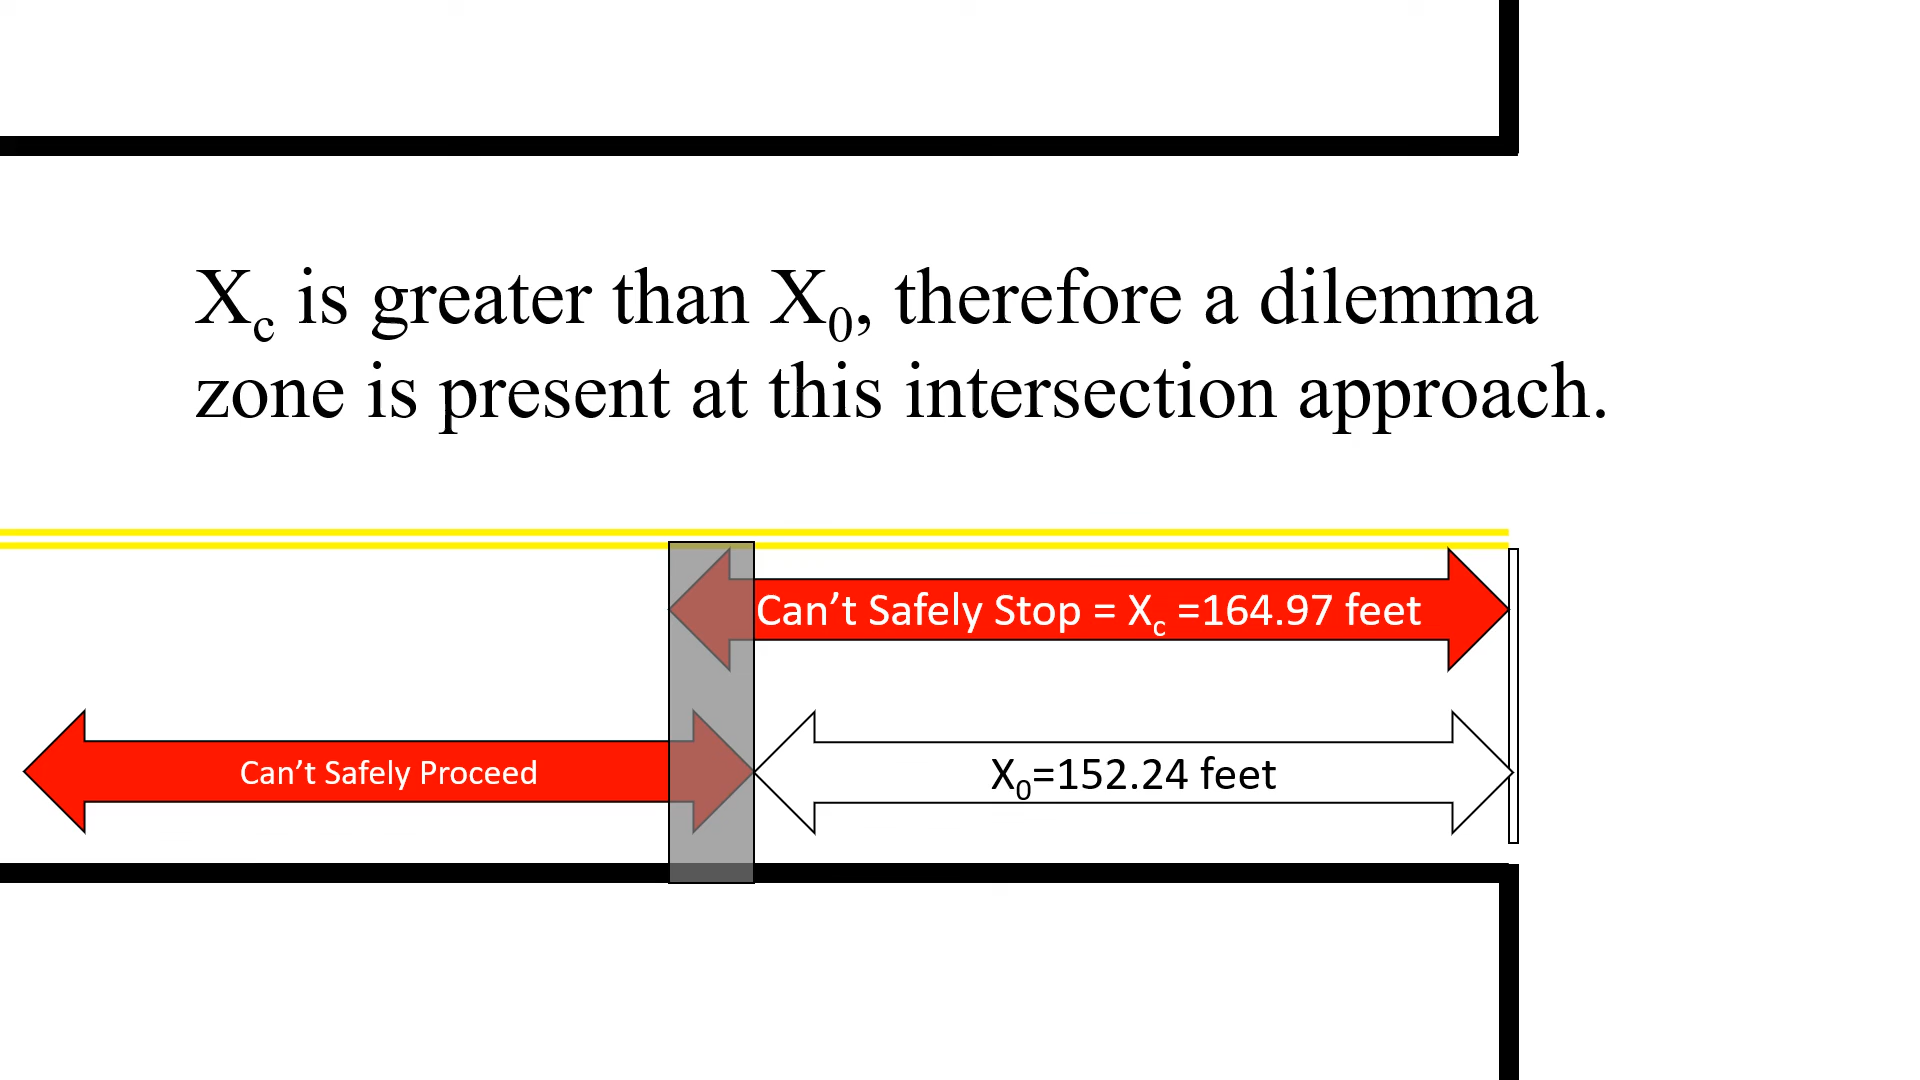 Xc is greater than X0, therefore a dilemma
zone is present at this intersection approach.
Can’t Safely Stop = Xc =164.97 feet
Can’t Safely Proceed
X0=152.24 feet